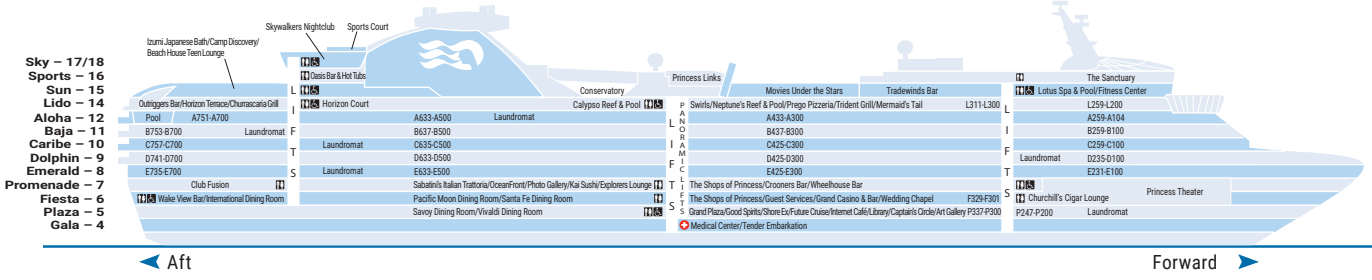 Skywalkers Nightclub
Sports Court
Izumi Japanese Bath/Camp Discovery/
Beach House Teen Lounge
Sky – 17/18
Sports – 16
Oasis Bar & Hot Tubs
Princess Links
The Sanctuary
Sun – 15
Conservatory
Movies Under the Stars
Tradewinds Bar
Lotus Spa & Pool/Fitness Center
Lido – 14
Outriggers Bar/Horizon Terrace/Churrascaria Grill
Horizon Court
Calypso Reef & Pool
Swirls/Neptune's Reef & Pool/Prego Pizzeria/Trident Grill/Mermaid's Tail
L311-L300
L259-L200
Aloha – 12
Pool
A751-A700
A633-A500
Laundromat
A433-A300
A259-A104
Baja – 11
B753-B700
Laundromat
B637-B500
B437-B300
B259-B100
Caribe – 10
C757-C700
Laundromat
C635-C500
C425-C300
C259-C100
Dolphin – 9
D741-D700
D633-D500
D425-D300
Laundromat
D235-D100
Emerald – 8
E735-E700
Laundromat
E633-E500
E425-E300
E231-E100
Promenade – 7
Club Fusion
Sabatini's Italian Trattoria/OceanFront/Photo Gallery/Kai Sushi/Explorers Lounge
The Shops of Princess/Crooners Bar/Wheelhouse Bar
Princess Theater
Fiesta – 6
Wake View Bar/International Dining Room
Pacific Moon Dining Room/Santa Fe Dining Room
The Shops of Princess/Guest Services/Grand Casino & Bar/Wedding Chapel
F329-F301
Churchill's Cigar Lounge
Plaza – 5
Savoy Dining Room/Vivaldi Dining Room
Grand Plaza/Good Spirits/Shore Ex/Future Cruise/Internet Café/Library/Captain's Circle/Art Gallery
P337-P300
P247-P200
Laundromat
Gala – 4
Medical Center/Tender Embarkation
LIFTS
LIFTS
PANORAMIC LIFTS
LIFTS
Aft
Forward